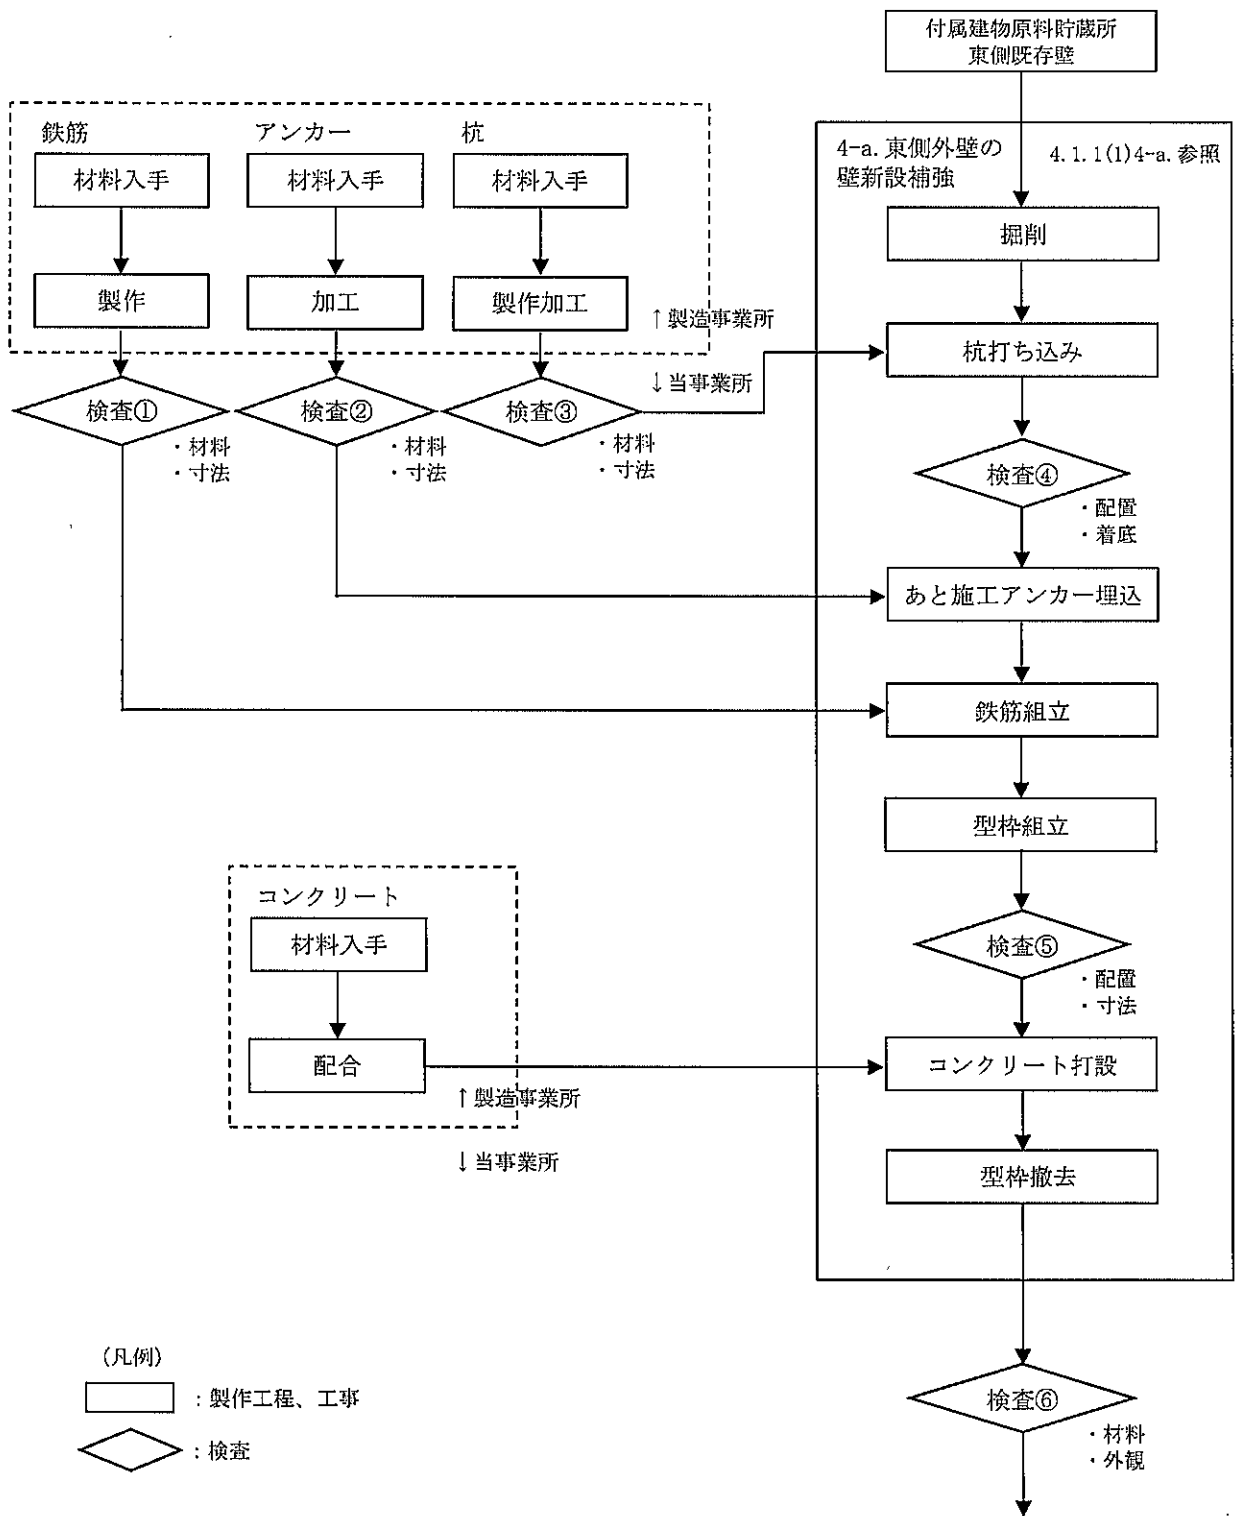 付属建物原料貯蔵所
東側既存壁
鉄筋
アンカー
杭
材料入手
材料入手
材料入手
製作
加工
製作加工
↑製造事業所
↓当事業所
検査①
・材料
・寸法
検査②
・材料
・寸法
検査③
・材料
・寸法
4-a.東側外壁の
壁新設補強
4.1.1(1)4-a.参照
掘削
杭打ち込み
検査④
・配置
・着底
あと施工アンカー埋込
鉄筋組立
型枠組立
検査⑤
・配置
・寸法
コンクリート
材料入手
配合
↑製造事業所
↓当事業所
コンクリート打設
型枠撤去
検査⑥
・材料
・外観
(凡例)
：製作工程、工事
：検査